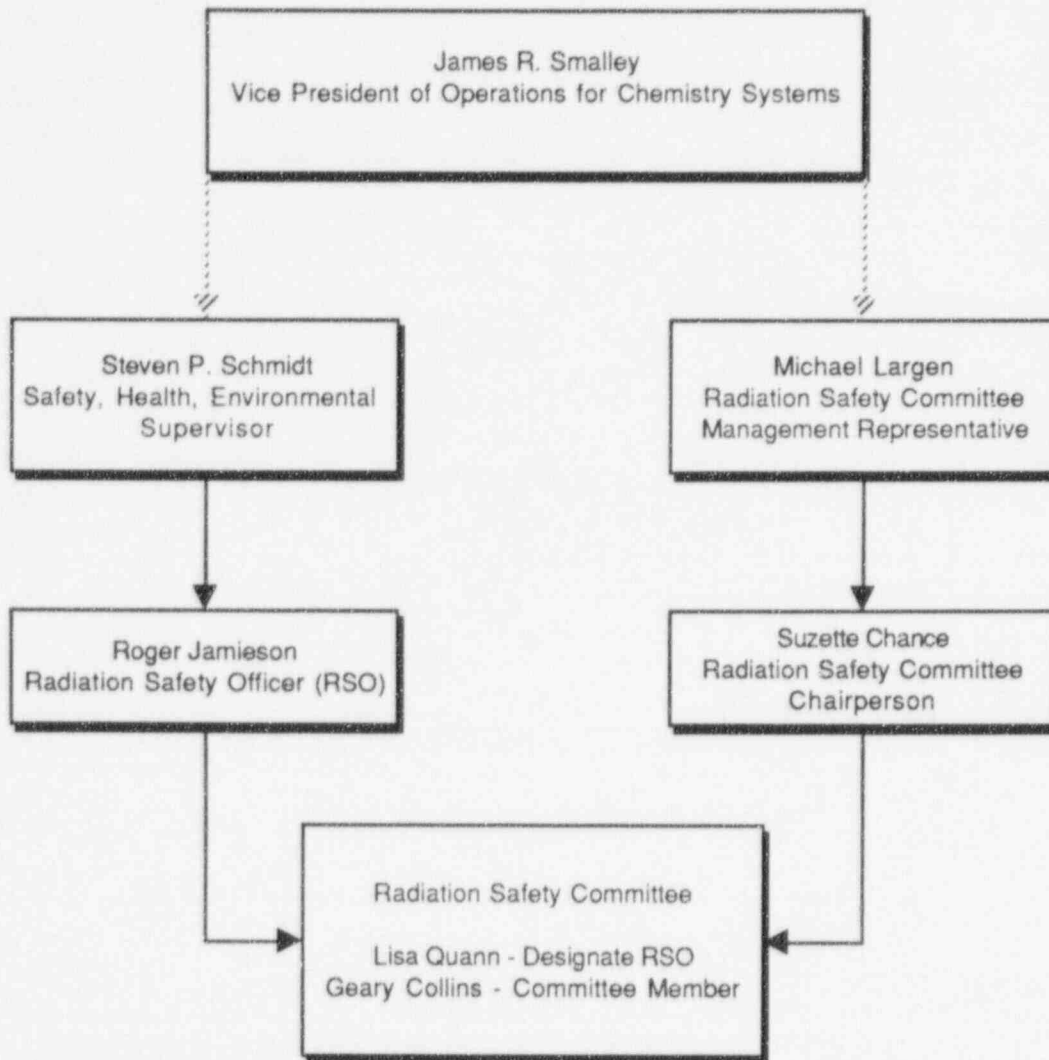 James R. Smalley
Vice President of Operations for Chemistry Systems
Steven P. Schmidt
Safety, Health, Environmental
Supervisor
Michael Largen
Radiation Safety Committee
Management Representative
Roger Jamieson
Radiation Safety Officer (RSO)
Suzette Chance
Radiation Safety Committee
Chairperson
Radiation Safety Committee
Lisa Quann - Designate RSO
Geary Collins - Committee Member